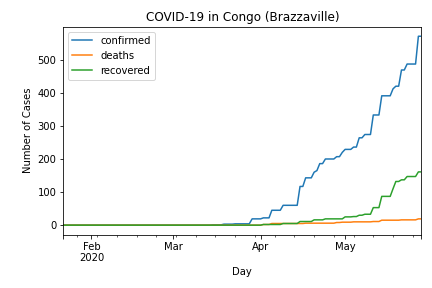 COVID-19 in Congo (Brazzaville)
confirmed
deaths
recovered
Number of Cases
500
400
300
200
100
0
Feb
2020
Mar
Apr
May
Day